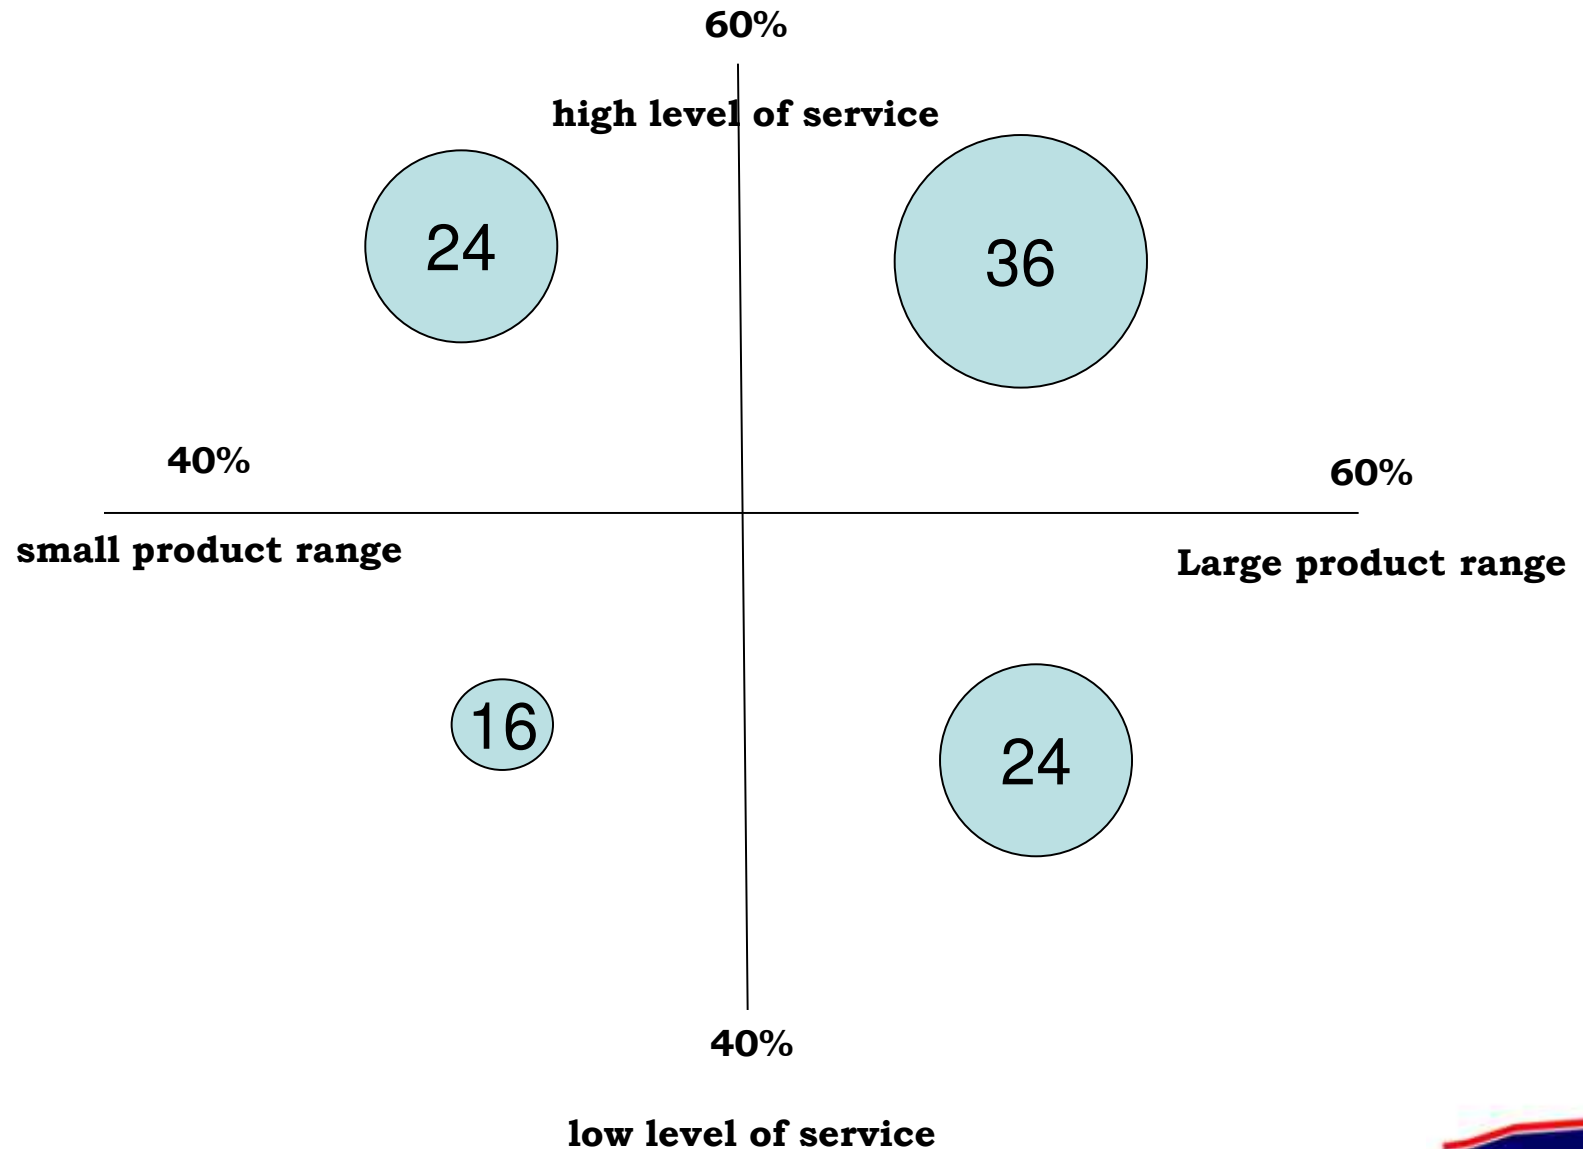 60%
high level of service
24
36
40%
60%
small product range
Large product range
16
24
40%
low level of service